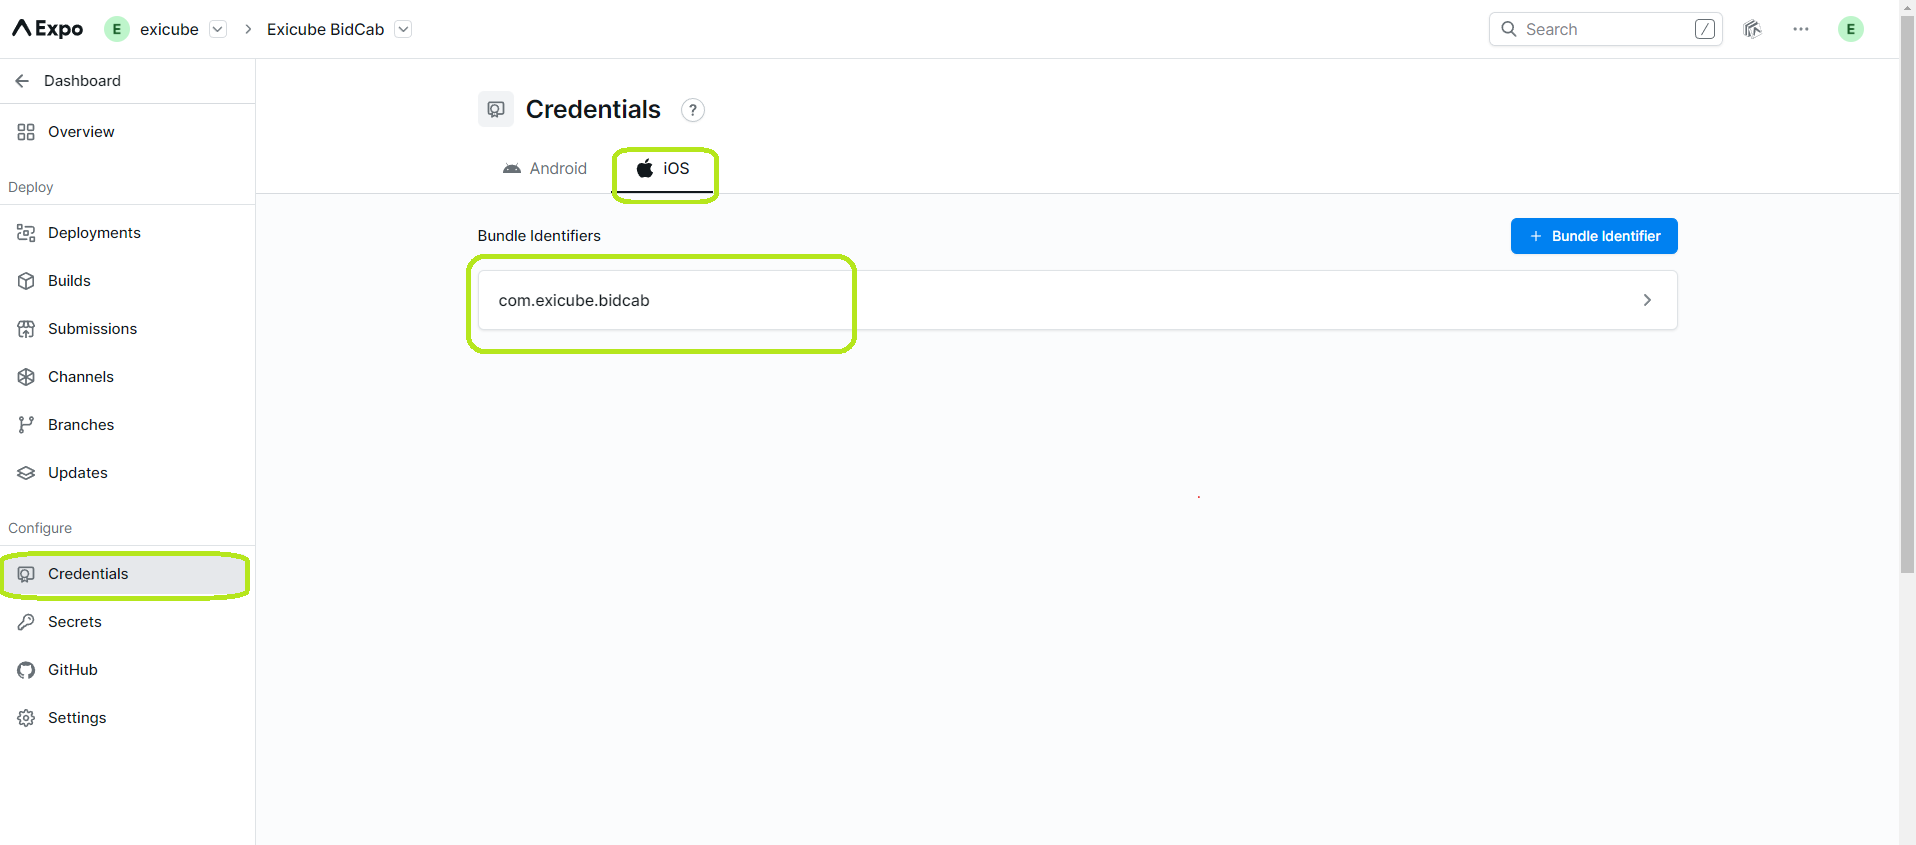 Expo
E exicube > Exicube BidCab
Search /
E
Dashboard
Overview
Deploy
Deployments
Builds
Submissions
Channels
Branches
Updates
Configure
Credentials
Secrets
GitHub
Settings
Credentials ?
Android
iOS
Bundle Identifiers
+ Bundle Identifier
com.exicube.bidcab